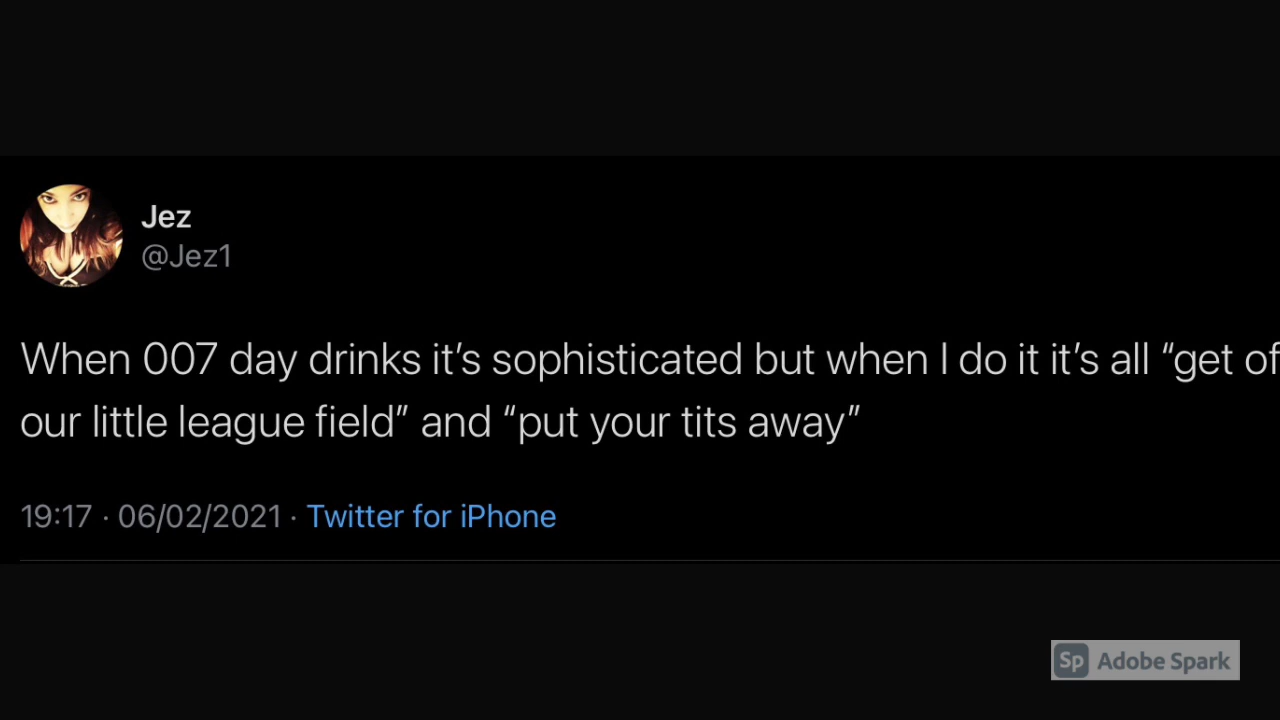 Jez
@Jez1
When 007 day drinks it’s sophisticated but when I do it it’s all “get of
our little league field” and “put your tits away”
19:17 · 06/02/2021 · Twitter for iPhone
Sp Adobe Spark